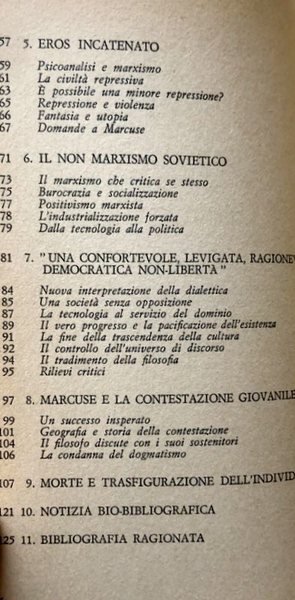 57 5. EROS INCATENATO
59 Psicoanalisi e marxismo
61 La civiltà repressiva
63 È possibile una minore repressione?
65 Repressione e violenza
66 Fantasia e utopia
67 Domande a Marcuse
71 6. IL NON MARXISMO SOVIETICO
73 Il marxismo che critica se stesso
75 Burocrazia e socializzazione
77 Positivismo marxista
78 L'industrializzazione forzata
79 Dalla tecnologia alla politica
81 7. "UNA CONFORTEVOLE, LEVIGATA, RAGIONEV
DEMOCRATICA NON-LIBERTÀ"
84 Nuova interpretazione della dialettica
85 Una società senza opposizione
87 La tecnologia al servizio del dominio
89 Il vero progresso e la pacificazione dell'esistenza
91 La fine della trascendenza della cultura
92 Il controllo dell'universo di discorso
94 Il tradimento della filosofia
95 Rilievi critici
97 8. MARCUSE E LA CONTESTAZIONE GIOVANILE
99 Un successo insperato
101 Geografia e storia della contestazione
104 Il filosofo discute con i suoi sostenitori
106 La condanna del dogmatismo
107 9. MORTE E TRASFIGURAZIONE DELL'INDIVID
121 10. NOTIZIA BIO-BIBLIOGRAFICA
125 11. BIBLIOGRAFIA RAGIONATA